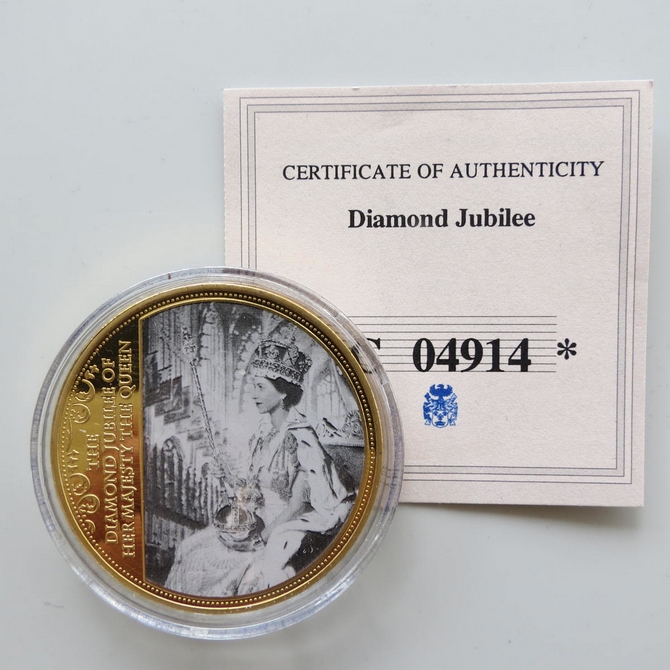 CERTIFICATE OF AUTHENTICITY
Diamond Jubilee
04914 *
THE
DIAMOND JUBILEE OF
HER MAJESTY THE QUEEN